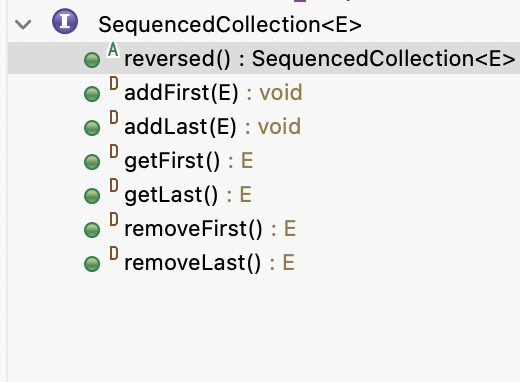 I SequencedCollection<E>
A reversed() : SequencedCollection<E>
D addFirst(E) : void
D addLast(E) : void
D getFirst() : E
D getLast() : E
D removeFirst() : E
D removeLast() : E